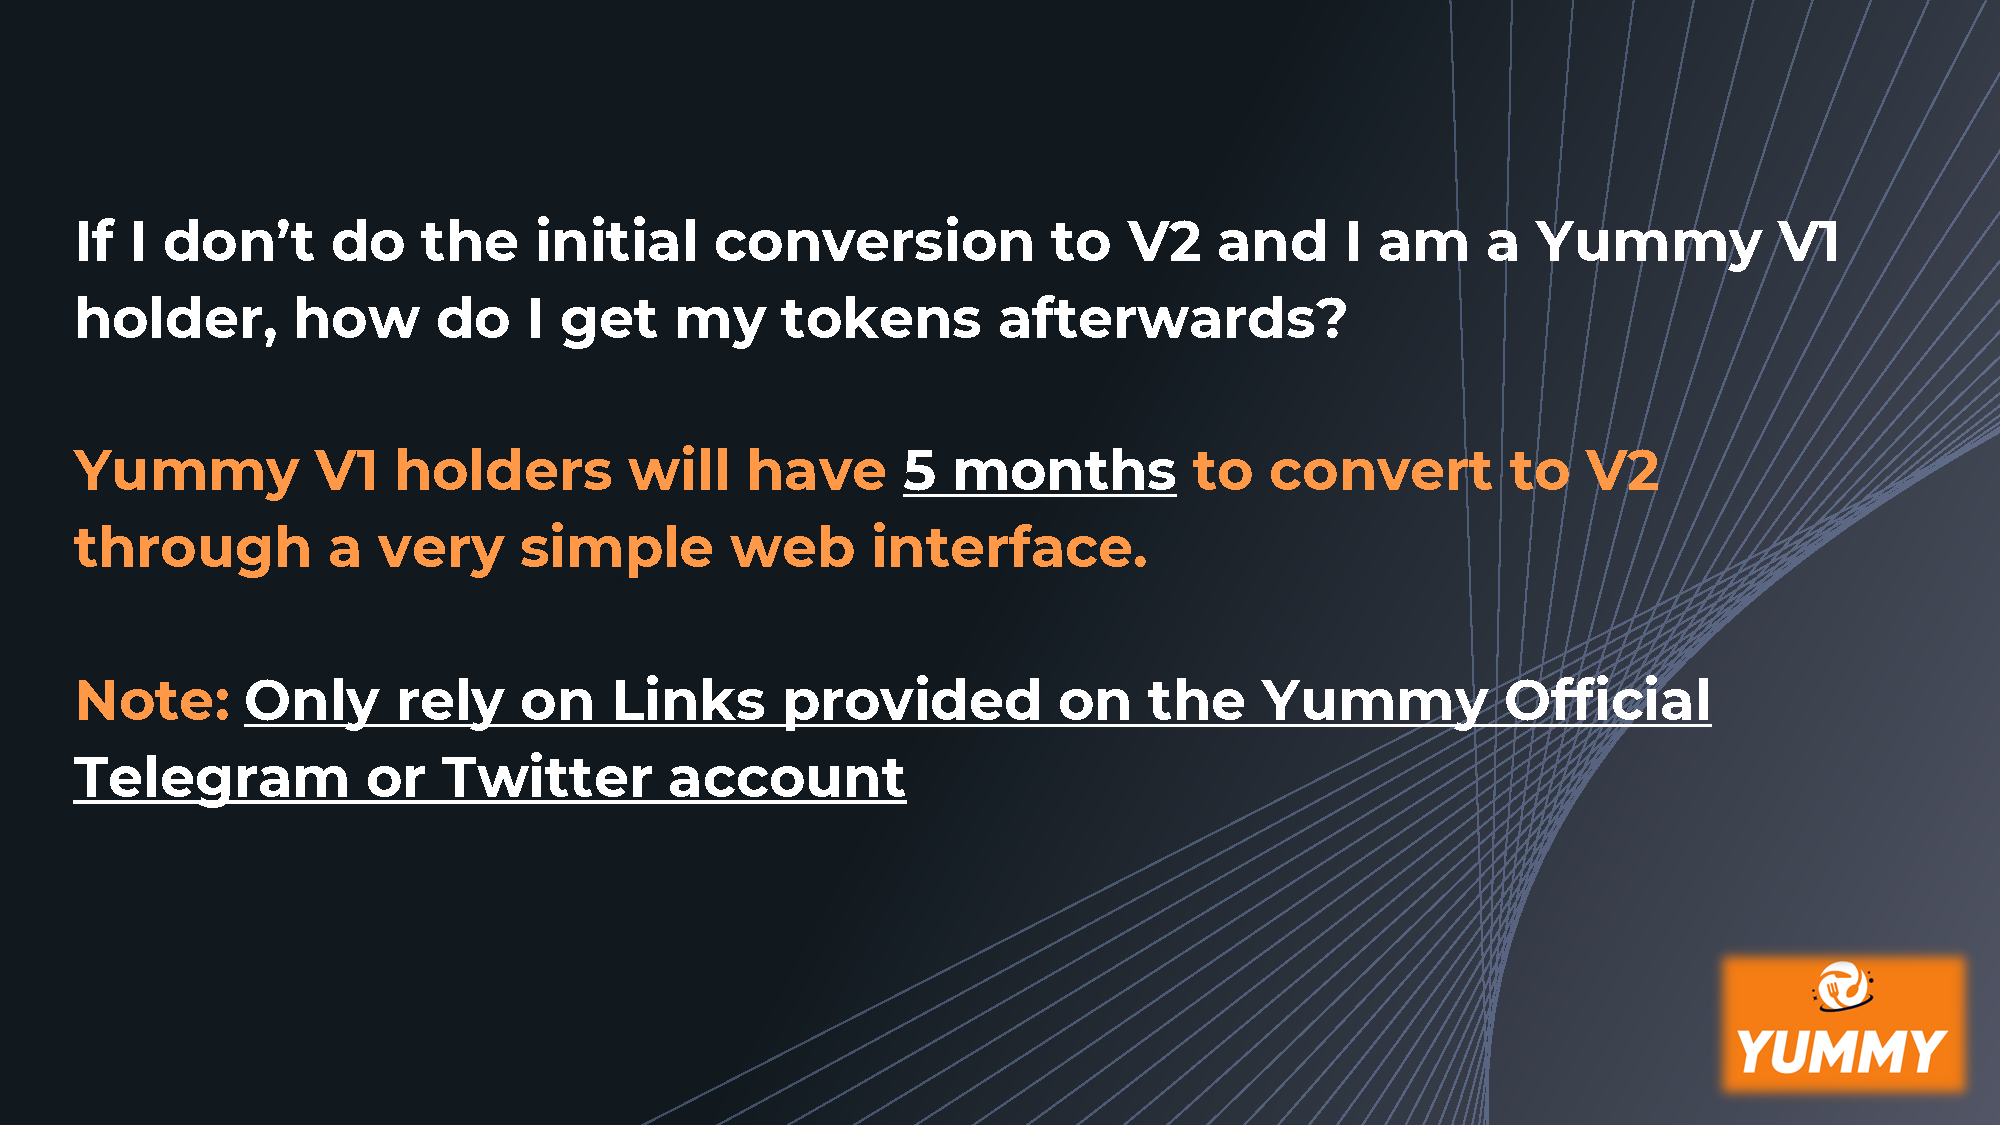 If I don’t do the initial conversion to V2 and I am a Yummy V1
holder, how do I get my tokens afterwards?
Yummy V1 holders will have 5 months to convert to V2
through a very simple web interface.
Note: Only rely on Links provided on the Yummy Official
Telegram or Twitter account
YUMMY